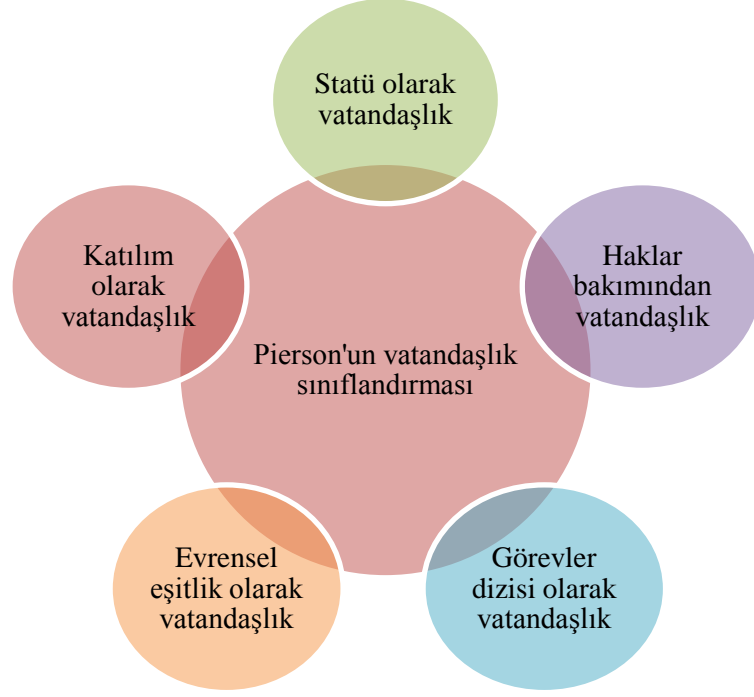 Statü olarak
vatandaşlık
Haklar
bakımından
vatandaşlık
Görevler
dizisi olarak
vatandaşlık
Evrensel
eşitlik olarak
vatandaşlık
Katılım
olarak
vatandaşlık
Pierson'un vatandaşlık
sınıflandırması